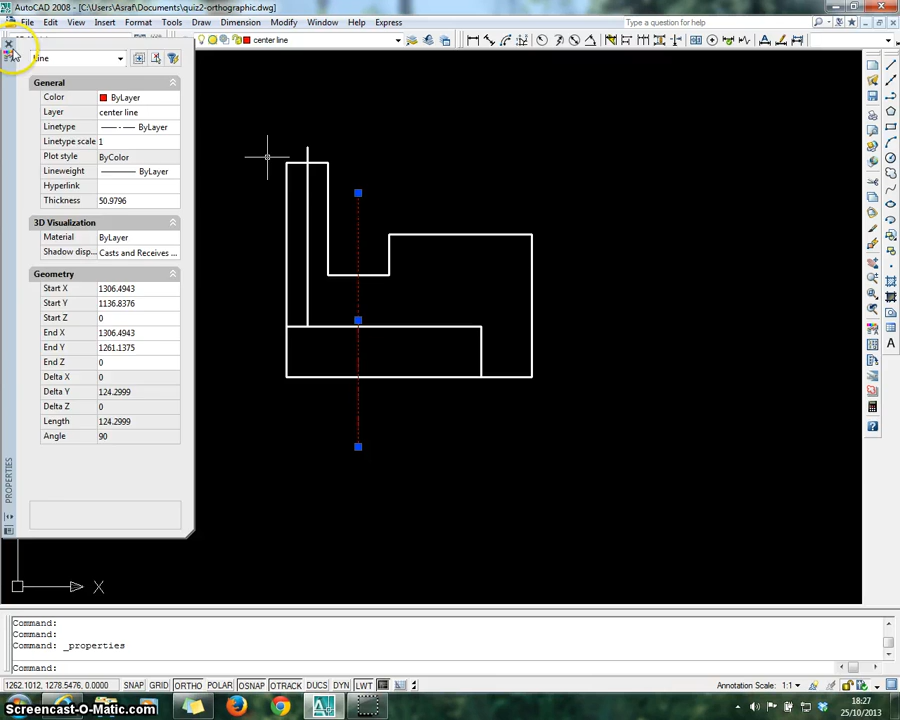 AutoCAD 2008 - [C:\Users\Asraf\Documents\quiz2-orthographic.dwg]
File Edit View Insert Format Tools Draw Dimension Modify Window Help Express
center line
Line
General
Color ByLayer
Layer center line
Linetype ByLayer
Linetype scale 1
Plot style ByColor
Lineweight ByLayer
Hyperlink
Thickness 50.9796
3D Visualization
Material ByLayer
Shadow disp... Casts and Receives ...
Geometry
Start X 1306.4943
Start Y 1136.8376
Start Z 0
End X 1306.4943
End Y 1261.1375
End Z 0
Delta X 0
Delta Y 124.2999
Delta Z 0
Length 124.2999
Angle 90
PROPERTIES
X
Command:
Command:
Command: _properties
Command:
1262.1012, 1278.5476, 0.0000 SNAP GRID ORTHO POLAR OSNAP OTRACK DUCS DYN LWT Annotation Scale: 1:1
Screencast-O-Matic.com
18:27
25/10/2013